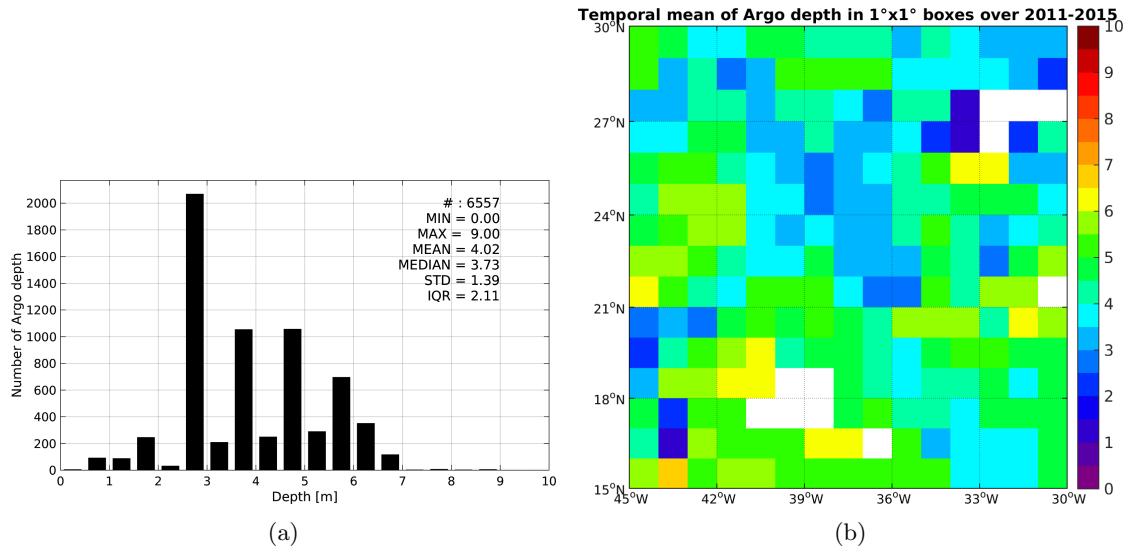 Temporal mean of Argo depth in 1°x1° boxes over 2011-2015
# : 6557
MIN = 0.00
MAX = 9.00
MEAN = 4.02
MEDIAN = 3.73
STD = 1.39
IQR = 2.11
Number of Argo depth
2000
1800
1600
1400
1200
1000
800
600
400
200
0
0 1 2 3 4 5 6 7 8 9 10
Depth [m]
(a)
30°N
27°N
24°N
21°N
18°N
15°N
45°W 42°W 39°W 36°W 33°W 30°W
10
9
8
7
6
5
4
3
2
1
0
(b)